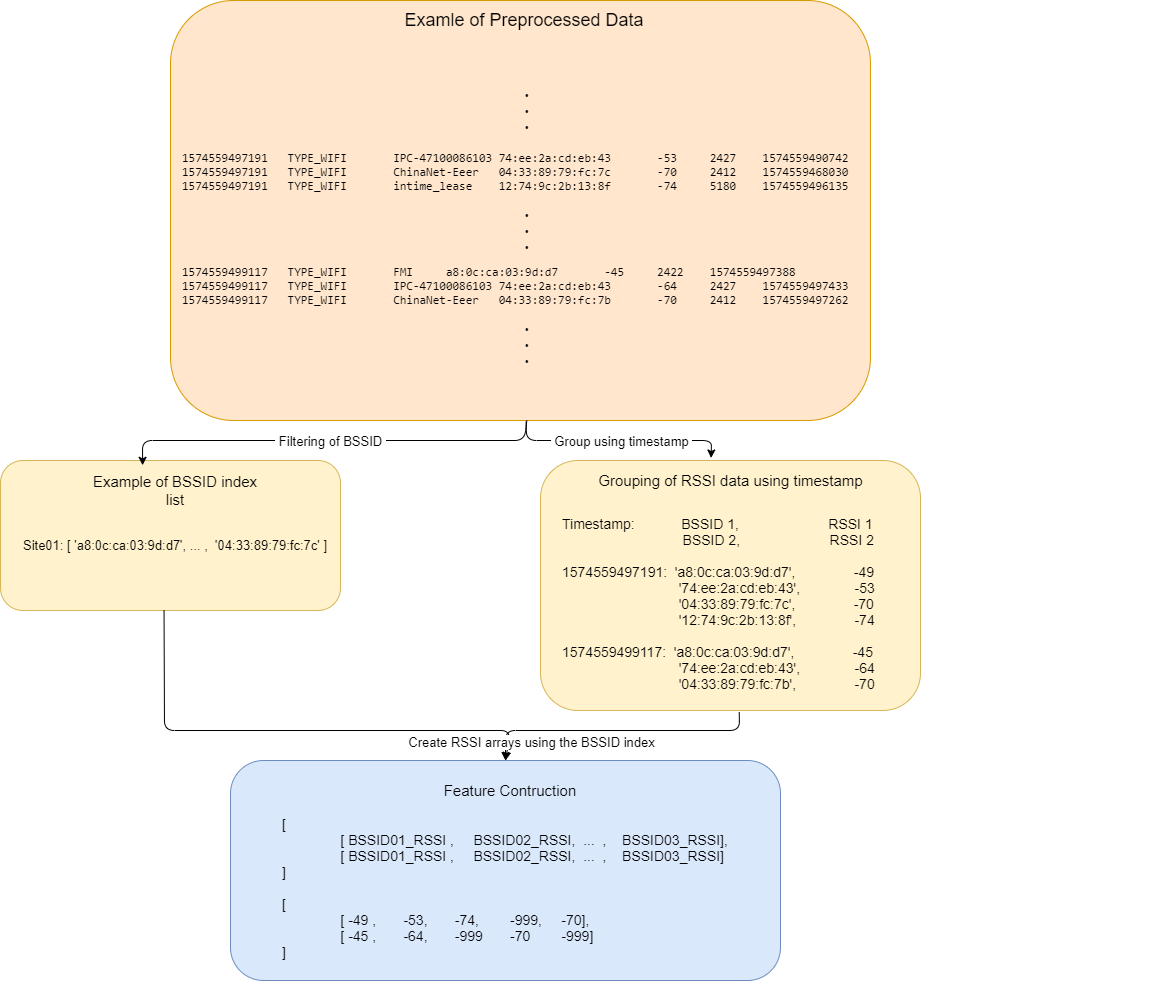 Examle of Preprocessed Data
.
.
.
1574559497191 TYPE_WIFI IPC-47100086103 74:ee:2a:cd:eb:43 -53 2427 1574559490742
1574559497191 TYPE_WIFI ChinaNet-Eeer 04:33:89:79:fc:7c -70 2412 1574559468030
1574559497191 TYPE_WIFI intime_lease 12:74:9c:2b:13:8f -74 5180 1574559496135
.
.
.
1574559499117 TYPE_WIFI FMI a8:0c:ca:03:9d:d7 -45 2422 1574559497388
1574559499117 TYPE_WIFI IPC-47100086103 74:ee:2a:cd:eb:43 -64 2427 1574559497433
1574559499117 TYPE_WIFI ChinaNet-Eeer 04:33:89:79:fc:7b -70 2412 1574559497262
.
.
.
Filtering of BSSID
Group using timestamp
Example of BSSID index
list
Site01: [ 'a8:0c:ca:03:9d:d7', ... , '04:33:89:79:fc:7c' ]
Grouping of RSSI data using timestamp
Timestamp: BSSID 1, RSSI 1
BSSID 2, RSSI 2
1574559497191: 'a8:0c:ca:03:9d:d7', -49
'74:ee:2a:cd:eb:43', -53
'04:33:89:79:fc:7c', -70
'12:74:9c:2b:13:8f', -74
1574559499117: 'a8:0c:ca:03:9d:d7', -45
'74:ee:2a:cd:eb:43', -64
'04:33:89:79:fc:7b', -70
Create RSSI arrays using the BSSID index
Feature Contruction
[
[ BSSID01_RSSI , BSSID02_RSSI, ... , BSSID03_RSSI],
[ BSSID01_RSSI , BSSID02_RSSI, ... , BSSID03_RSSI]
]
[
[ -49 , -53, -74, -999, -70],
[ -45 , -64, -999 -70 -999]
]